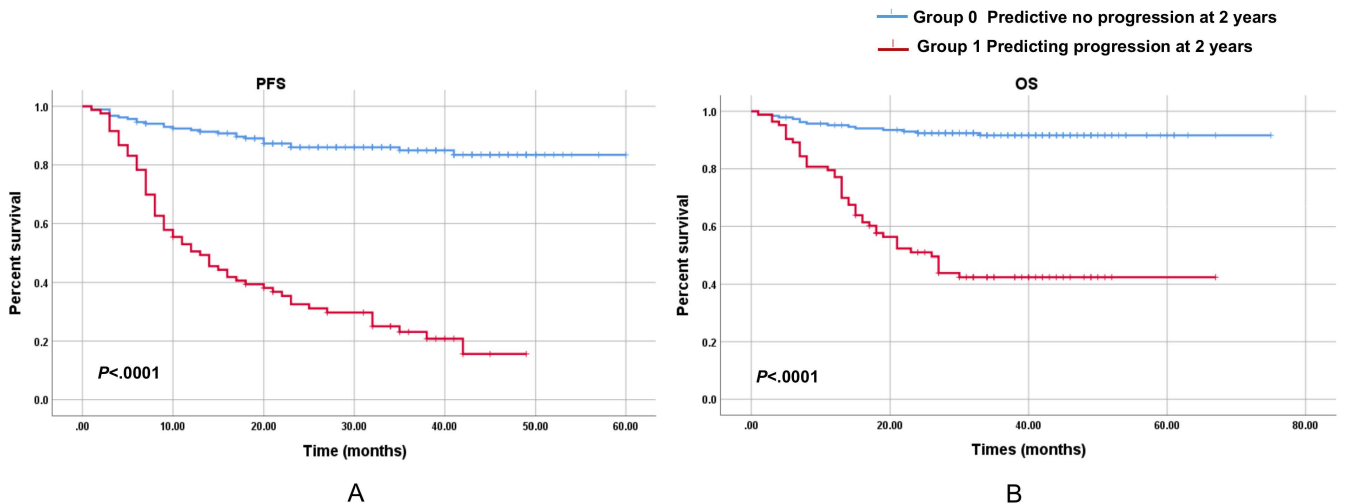 Group 0 Predictive no progression at 2 years
Group 1 Predicting progression at 2 years
PFS
Percent survival
1.0
0.8
0.6
0.4
0.2
0.0
P<.0001
.00 10.00 20.00 30.00 40.00 50.00 60.00
Time (months)
A
OS
Percent survival
1.0
0.8
0.6
0.4
0.2
0.0
P<.0001
.00 20.00 40.00 60.00 80.00
Times (months)
B